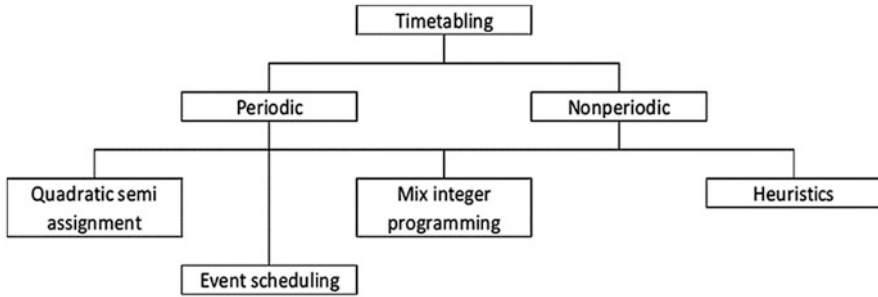 Timetabling
Periodic
Nonperiodic
Quadratic semi
assignment
Mix integer
programming
Heuristics
Event scheduling